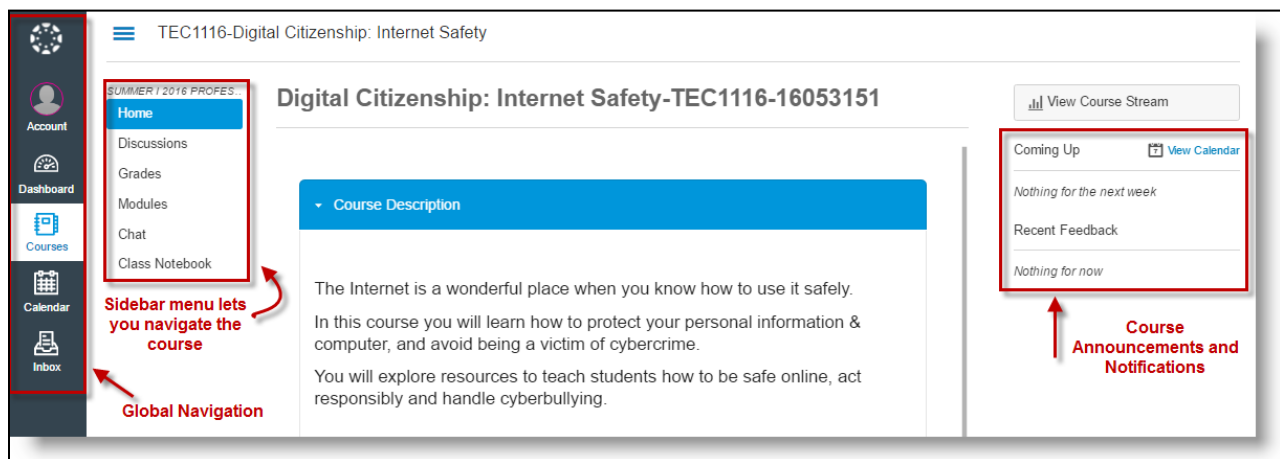 TEC1116-Digital Citizenship: Internet Safety
Account
Dashboard
Courses
Calendar
Inbox
SUMMER I 2016 PROFES...
Home
Discussions
Grades
Modules
Chat
Class Notebook
Sidebar menu lets
you navigate the
course
Global Navigation
Digital Citizenship: Internet Safety-TEC1116-16053151
Course Description
The Internet is a wonderful place when you know how to use it safely.
In this course you will learn how to protect your personal information &
computer, and avoid being a victim of cybercrime.
You will explore resources to teach students how to be safe online, act
responsibly and handle cyberbullying.
View Course Stream
Coming Up
7 View Calendar
Nothing for the next week
Recent Feedback
Nothing for now
Course
Announcements and
Notifications